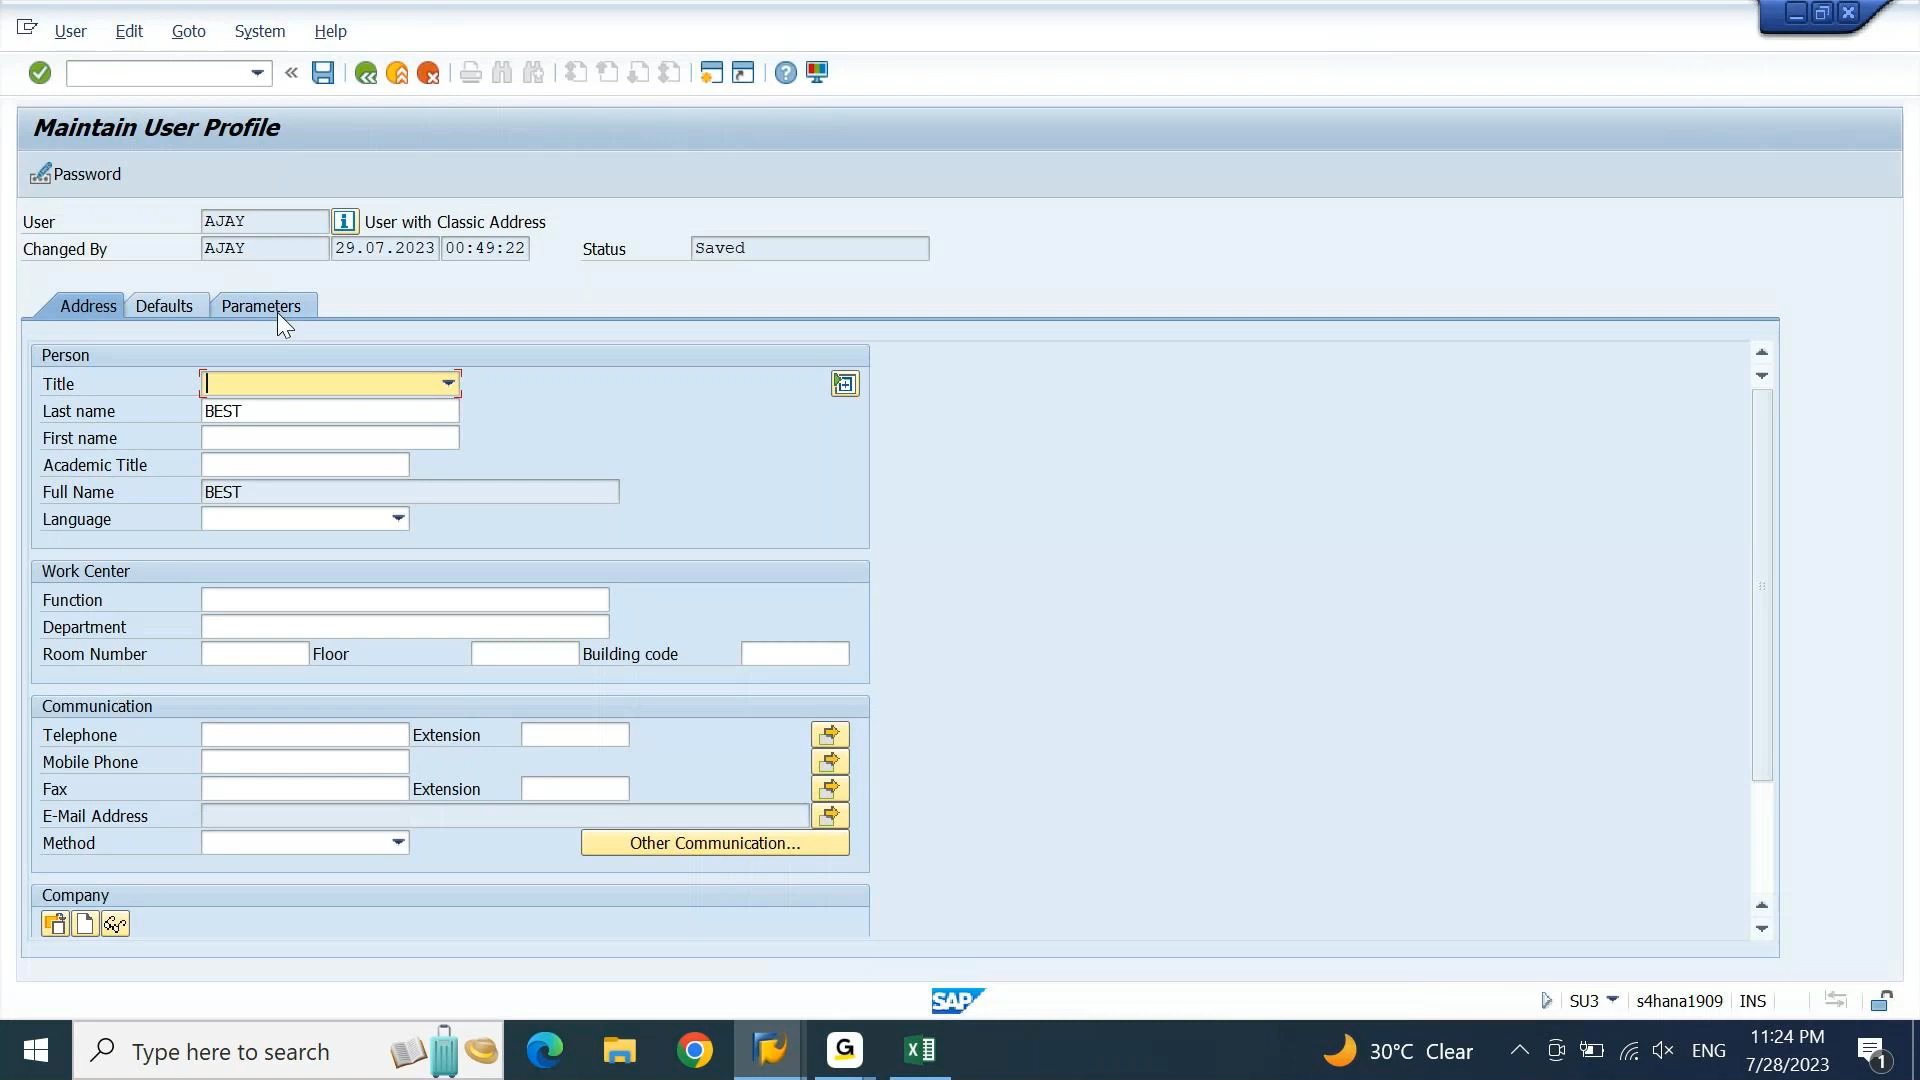 User Edit Goto System Help
Maintain User Profile
Password
User AJAY User with Classic Address
Changed By AJAY 29.07.2023 00:49:22 Status Saved
Address Defaults Parameters
Person
Title
Last name BEST
First name
Academic Title
Full Name BEST
Language
Work Center
Function
Department
Room Number Floor Building code
Communication
Telephone Extension
Mobile Phone
Fax Extension
E-Mail Address
Method Other Communication...
Company
SAP SU3 s4hana1909 INS
Type here to search 30°C Clear ENG 11:24 PM
7/28/2023 1